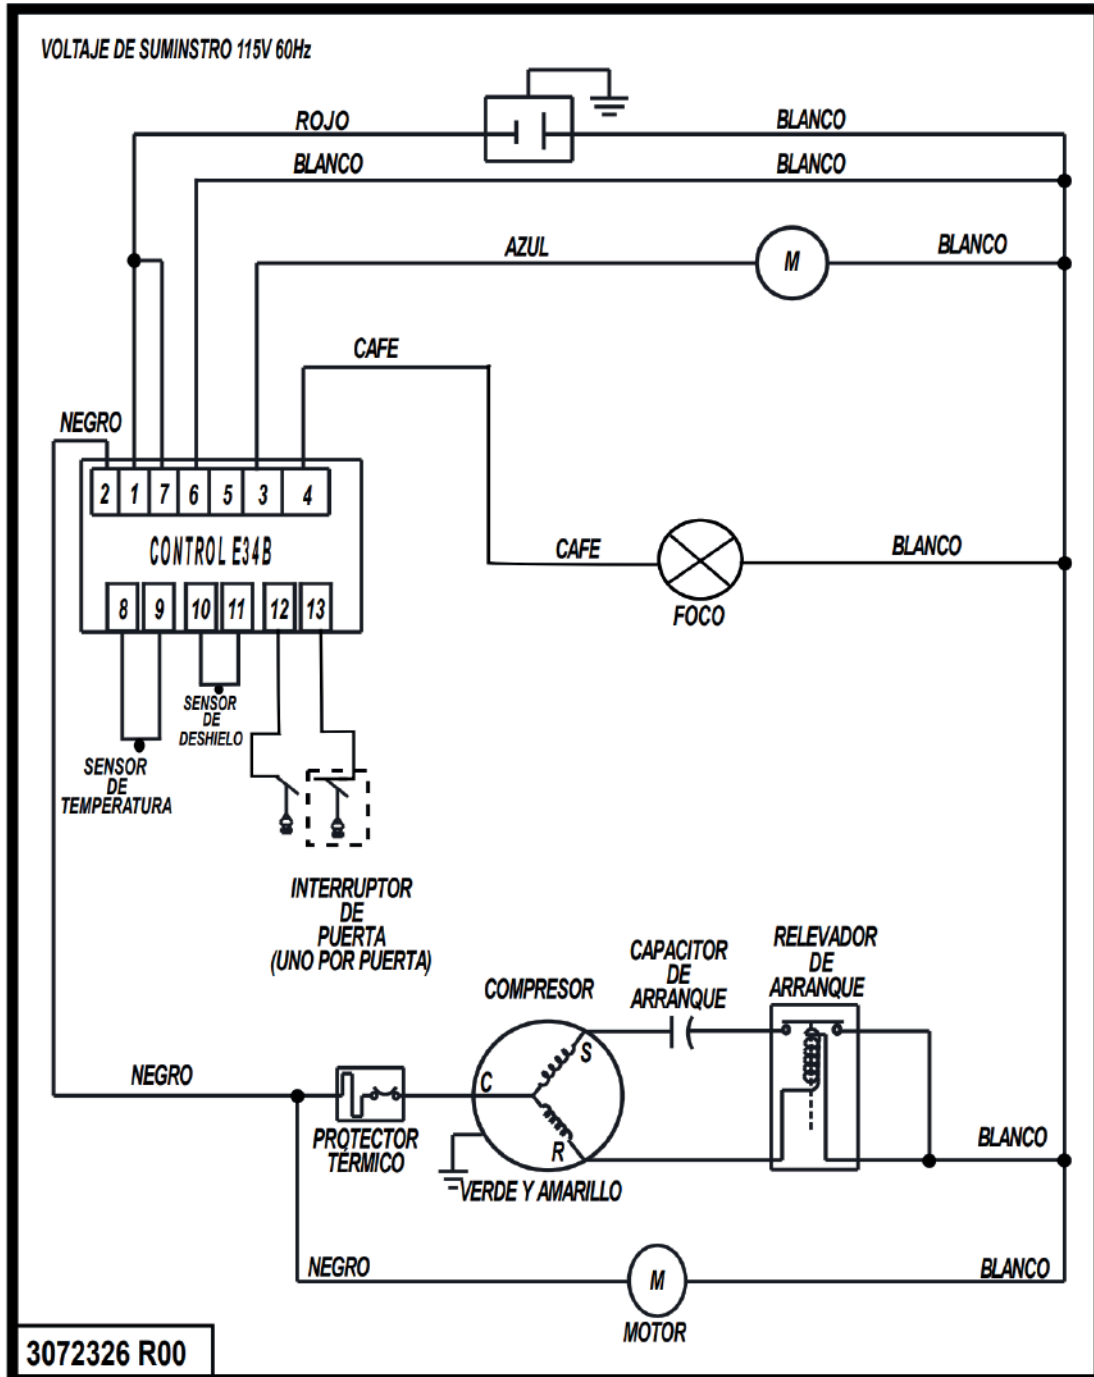 VOLTAJE DE SUMINSTRO 115V 60Hz
ROJO
BLANCO
BLANCO
BLANCO
AZUL
M
BLANCO
CAFE
NEGRO
2 1 7 6 5 3 4
CONTROL E34B
CAFE
BLANCO
FOCO
8 9 10 11 12 13
SENSOR
DE
DESHIELO
SENSOR
DE
TEMPERATURA
INTERRUPTOR
DE
PUERTA
(UNO POR PUERTA)
COMPRESOR
CAPACITOR
DE
ARRANQUE
RELEVADOR
DE
ARRANQUE
NEGRO
C
S
R
PROTECTOR
TÉRMICO
VERDE Y AMARILLO
BLANCO
NEGRO
M
BLANCO
MOTOR
3072326 R00